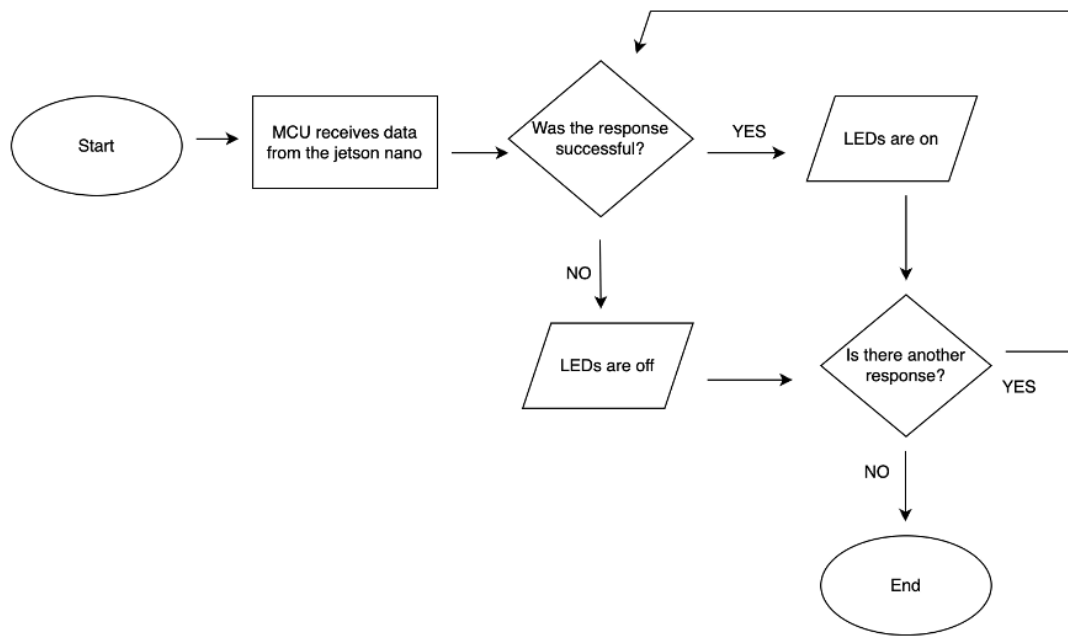 Start
MCU receives data
from the jetson nano
Was the response
successful?
YES
LEDs are on
NO
LEDs are off
Is there another
response?
YES
NO
End